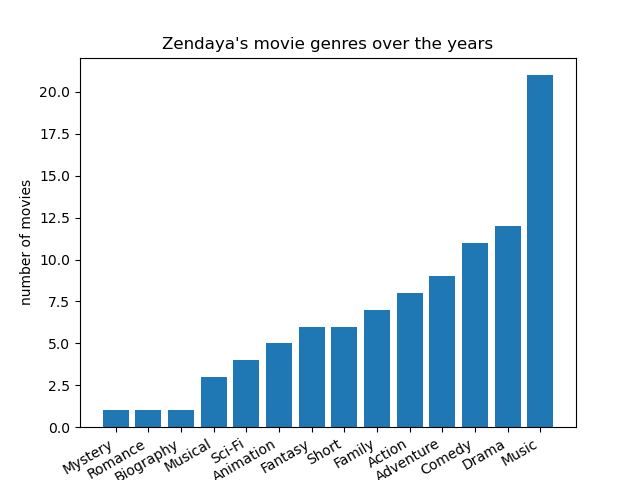 Zendaya's movie genres over the years
number of movies
20.0
17.5
15.0
12.5
10.0
7.5
5.0
2.5
0.0
Mystery
Romance
Biography
Musical
Sci-Fi
Animation
Fantasy
Short
Family
Action
Adventure
Comedy
Drama
Music